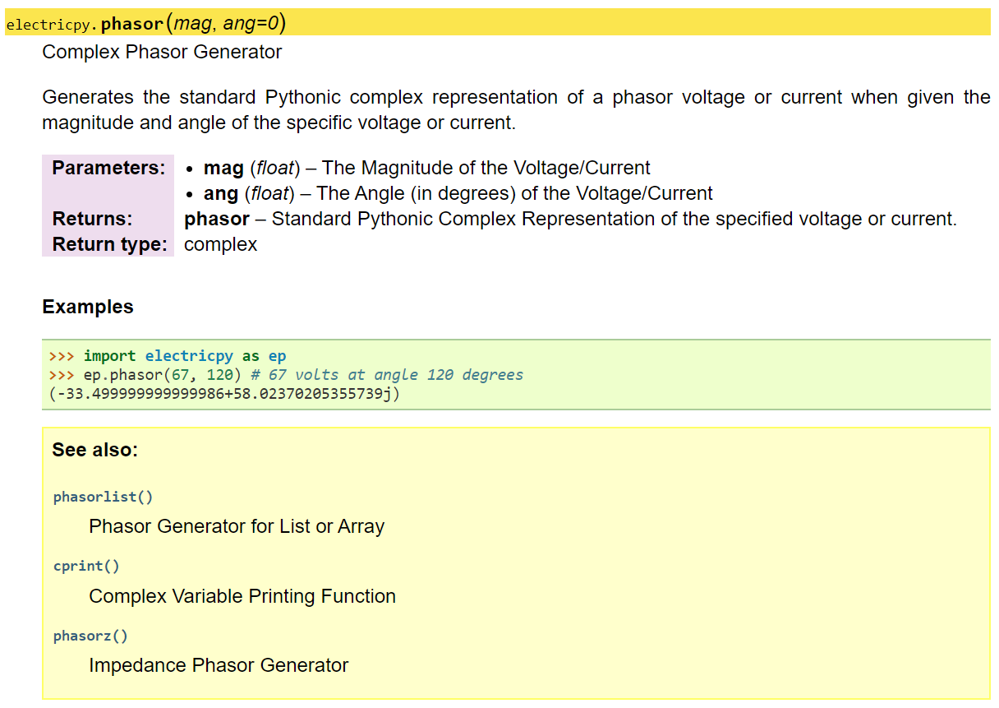 electricpy.phasor(mag, ang=0)
Complex Phasor Generator
Generates the standard Pythonic complex representation of a phasor voltage or current when given the
magnitude and angle of the specific voltage or current.
Parameters: • mag (float) – The Magnitude of the Voltage/Current
• ang (float) – The Angle (in degrees) of the Voltage/Current
Returns: phasor – Standard Pythonic Complex Representation of the specified voltage or current.
Return type: complex
Examples
>>> import electricpy as ep
>>> ep.phasor(67, 120) # 67 volts at angle 120 degrees
(-33.499999999999986+58.02370205355739j)
See also:
phasorlist()
Phasor Generator for List or Array
cprint()
Complex Variable Printing Function
phasorz()
Impedance Phasor Generator